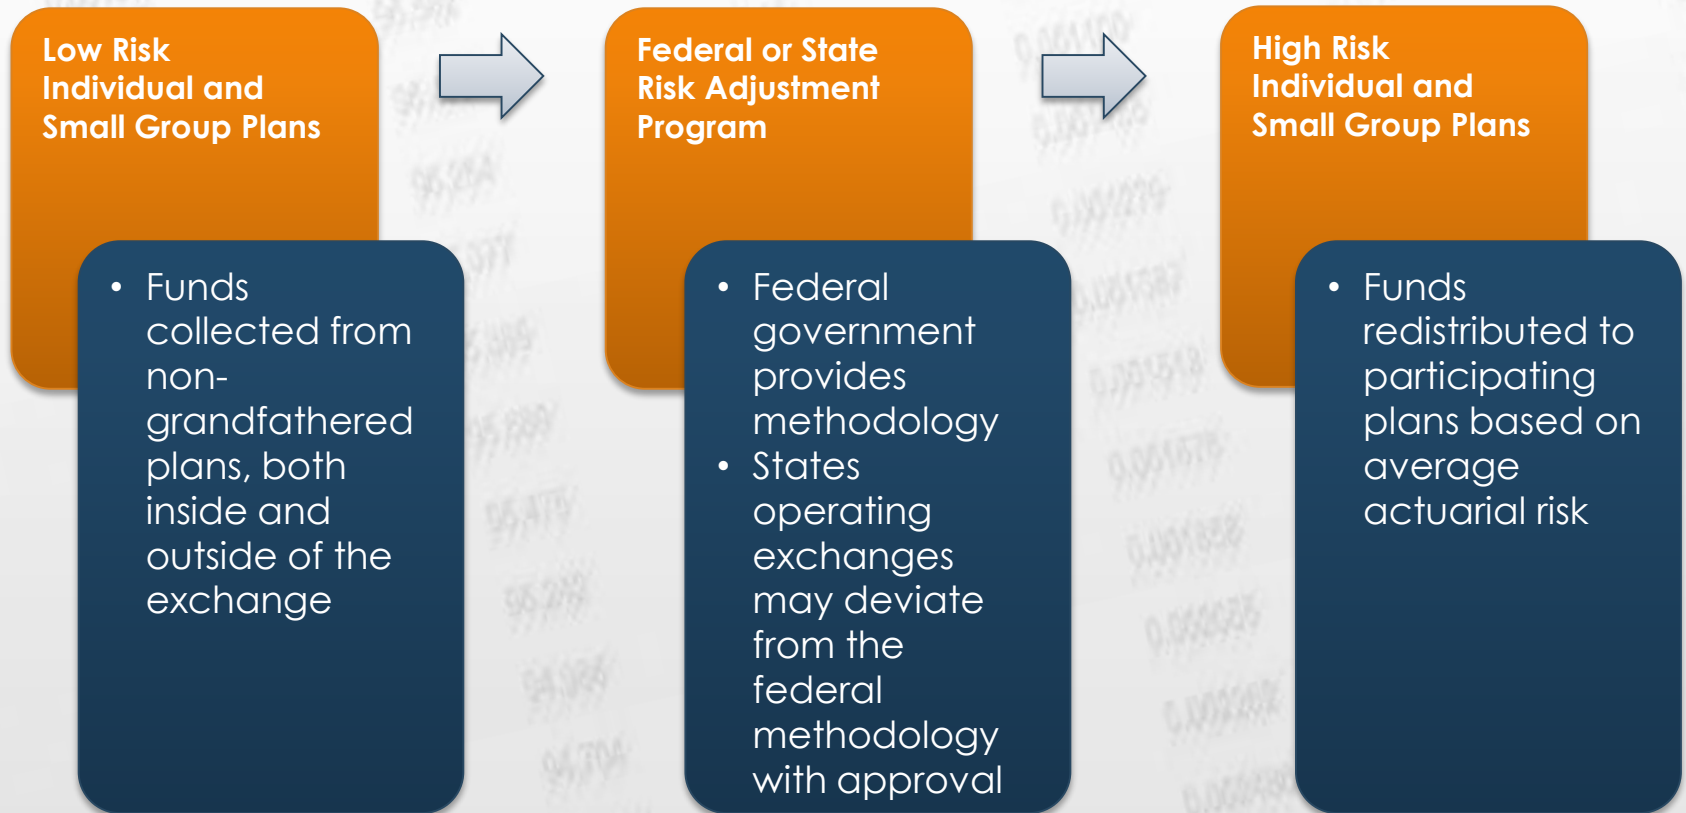 Low Risk
Individual and
Small Group Plans
• Funds
collected from
non-
grandfathered
plans, both
inside and
outside of the
exchange
Federal or State
Risk Adjustment
Program
• Federal
government
provides
methodology
• States
operating
exchanges
may deviate
from the
federal
methodology
with approval
High Risk
Individual and
Small Group Plans
• Funds
redistributed to
participating
plans based on
average
actuarial risk